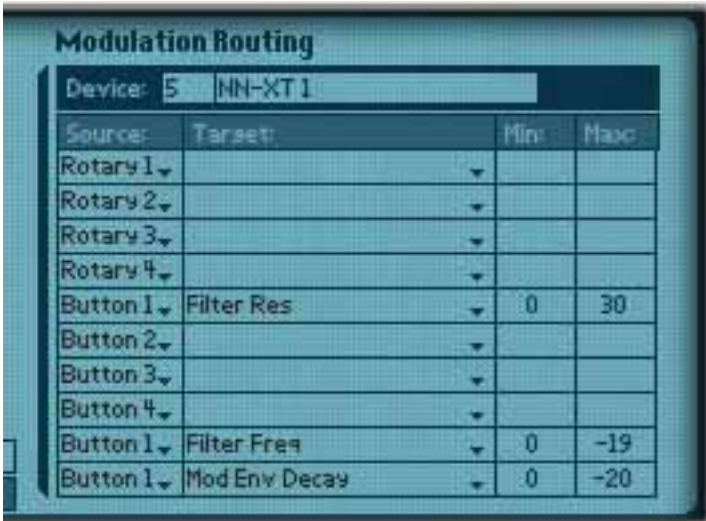 Modulation Routing
Device: 5 NN-XT 1
Source: Target: Min: Max:
Rotary 1
Rotary 2
Rotary 3
Rotary 4
Button 1 Filter Res 0 30
Button 2
Button 3
Button 4
Button 1 Filter Freq 0 -19
Button 1 Mod Env Decay 0 -20